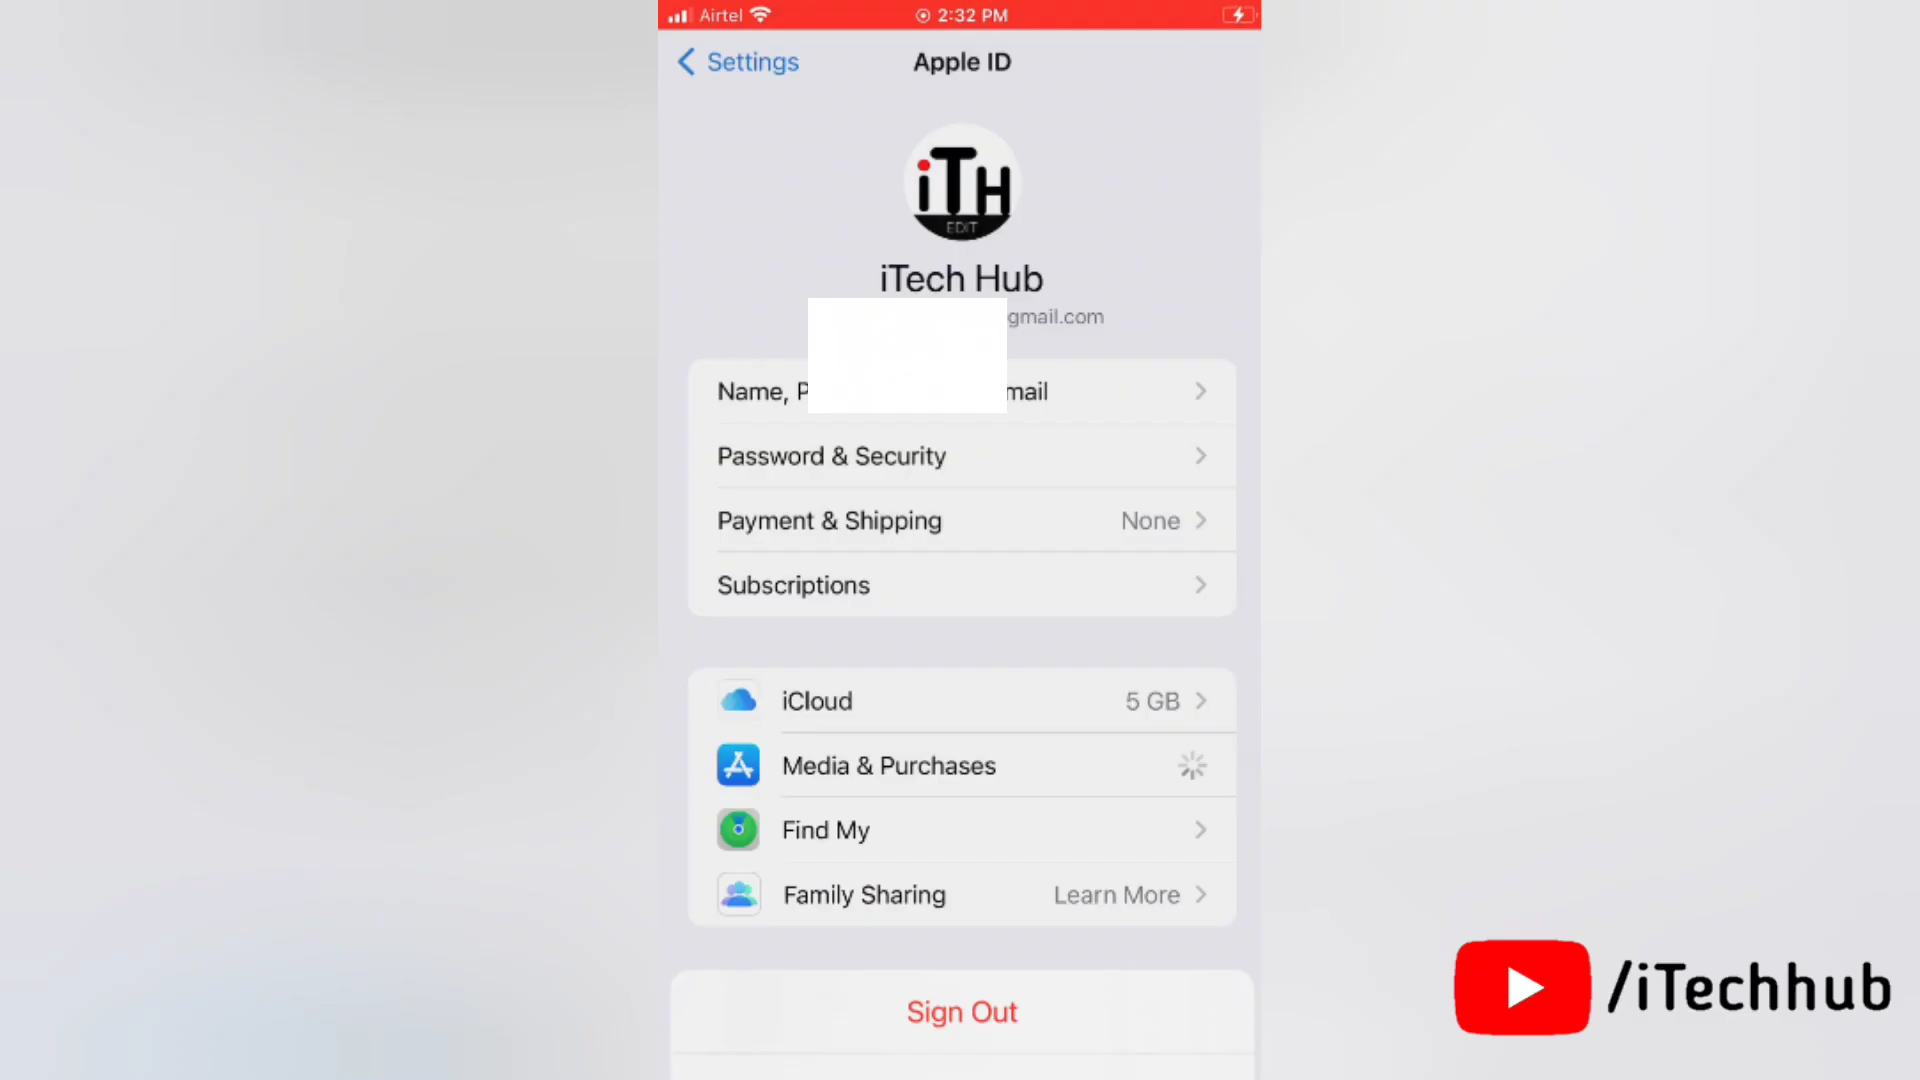 Airtel 2:32 PM
Settings Apple ID
iTH
EDIT
iTech Hub
gmail.com
Name, P mail
Password & Security
Payment & Shipping None
Subscriptions
iCloud 5 GB
Media & Purchases
Find My
Family Sharing Learn More
Sign Out
/iTechhub